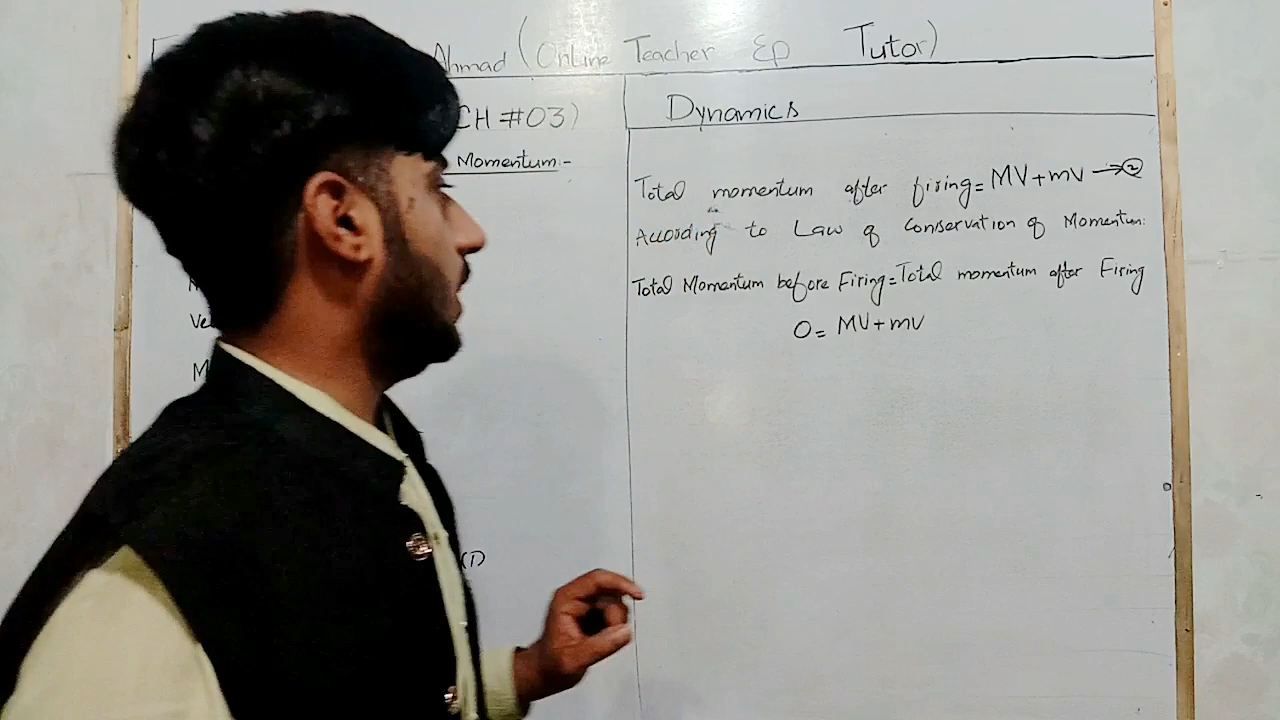 Ahmad (Online Teacher Ep Tutor)
CH #03)
Momentum:-
(1)
Dynamics
Total momentum after firing = MV + mv → ②
According to Law of Conservation of Momentum:
Total Momentum before Firing = Total momentum after Firing
0 = MV + mv